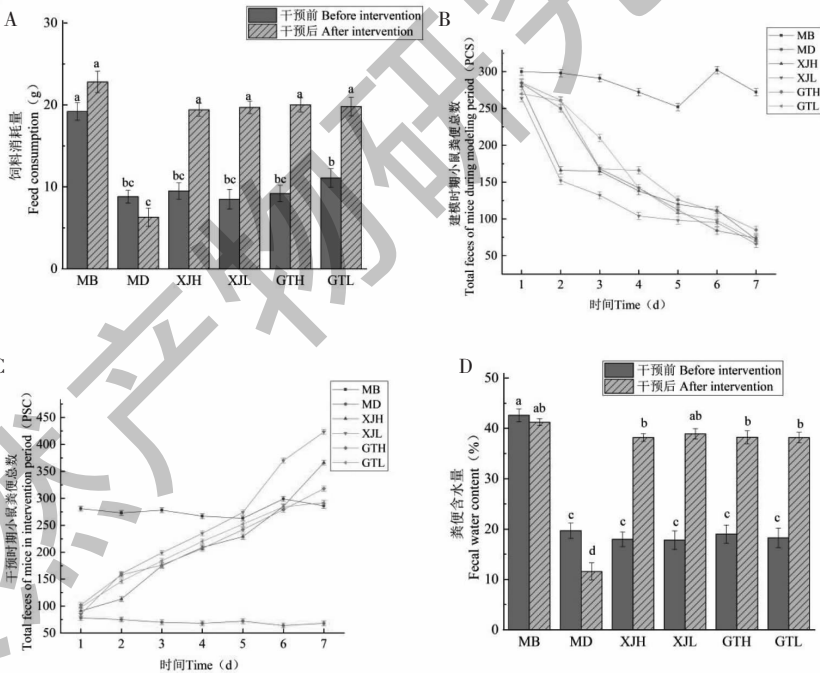 A
干预前 Before intervention
干预后 After intervention
饲料消耗量
Feed consumption（g）
30
20
10
0
a a
bc c
bc a
bc a
bc a
b a
MB MD XJH XJL GTH GTL
B
建模时期小鼠粪便总数
Total feces of mice during modeling period（PCS）
300
250
200
150
100
50
1 2 3 4 5 6 7
时间Time（d）
MB
MD
XJH
XJL
GTH
GTL
C
干预时期小鼠粪便总数
Total feces of mice in intervention period（PSC）
450
400
350
300
250
200
150
100
50
1 2 3 4 5 6 7
时间Time（d）
MB
MD
XJH
XJL
GTH
GTL
D
干预前 Before intervention
干预后 After intervention
粪便含水量
Fecal water content（%）
50
40
30
20
10
0
a ab
c d
c b
c ab
c b
c b
MB MD XJH XJL GTH GTL
然产物研究